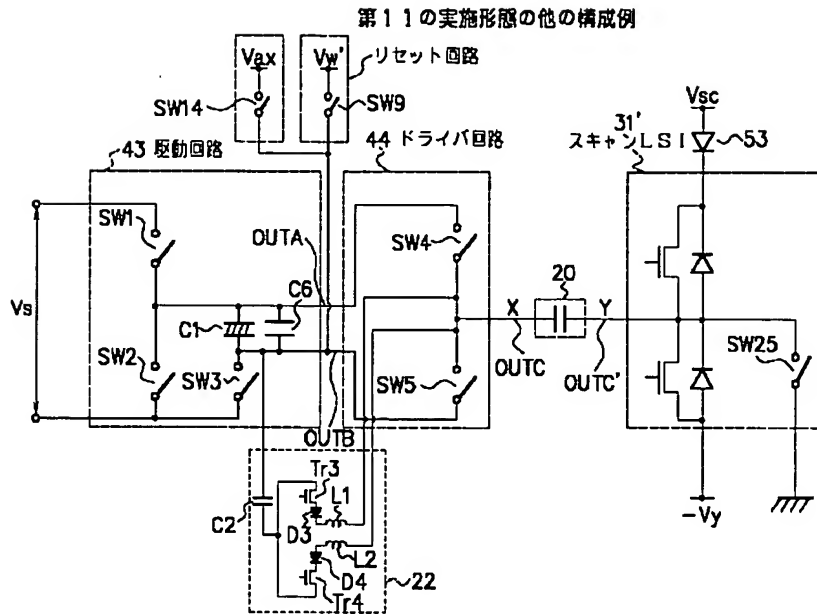 第11の実施形態の他の構成例
Vax
Vw'
リセット回路
SW14
SW9
Vsc
31'
スキャンLSI
53
43 駆動回路
44 ドライバ回路
SW1
OUTA
SW4
Vs
C1
C6
X
20
Y
SW2
SW3
SW5
OUTC
OUTC'
SW25
OUTB
Tr3
L1
C2
D3
L2
D4
Tr4
22
-Vy